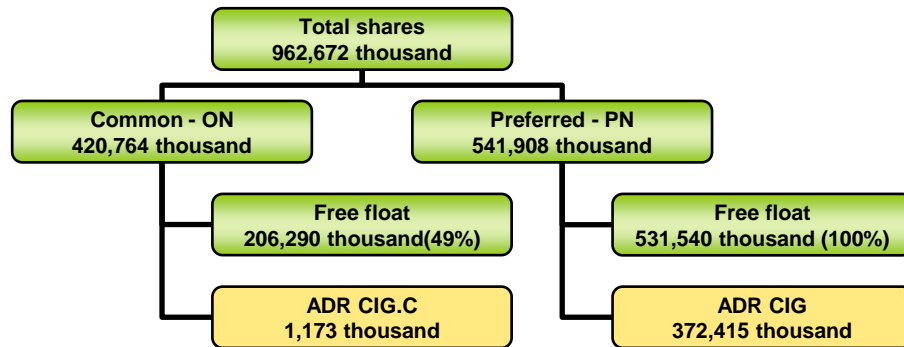 Total shares
962,672 thousand
Common - ON
420,764 thousand
Preferred - PN
541,908 thousand
Free float
206,290 thousand(49%)
Free float
531,540 thousand (100%)
ADR CIG.C
1,173 thousand
ADR CIG
372,415 thousand